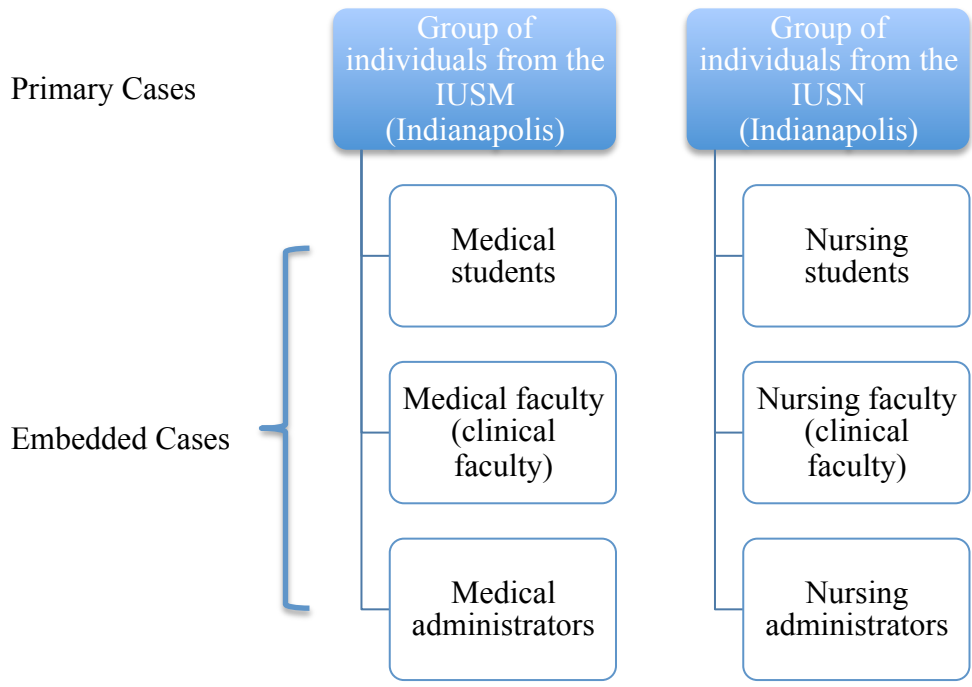 Primary Cases
Group of
individuals from the
IUSM
(Indianapolis)
Group of
individuals from the
IUSN
(Indianapolis)
Embedded Cases
Medical
students
Medical faculty
(clinical
faculty)
Medical
administrators
Nursing
students
Nursing faculty
(clinical
faculty)
Nursing
administrators